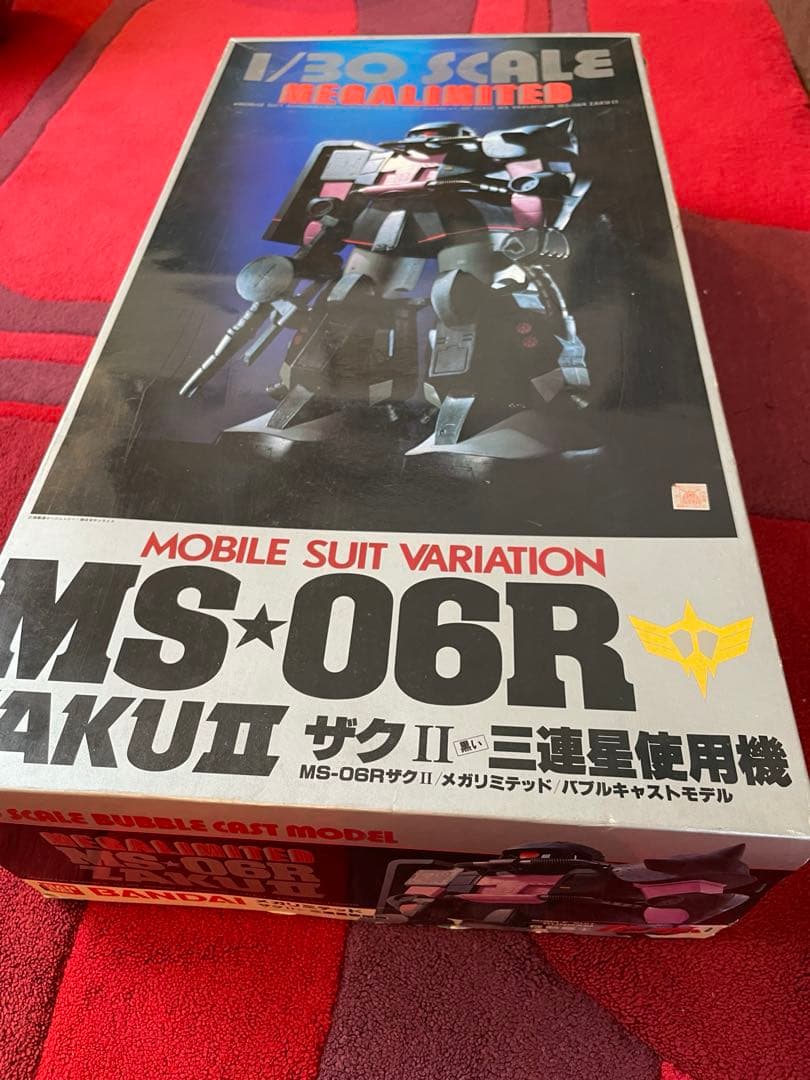 1/30 SCALE
MEGALIMITED
MOBILE SUIT VARIATION
MS★06R
ZAKUII ザクII 黒い 三連星使用機
MS-06RザクII/メガリミテッド/バブルキャストモデル
SCALE BUBBLE CAST MODEL
MEGALIMITED
MS★06R
ZAKUII
BANDAI